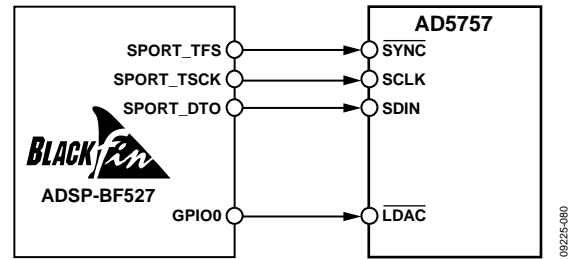 AD5757
SPORT_TFS
SYNC
SPORT_TSCK
SCLK
SPORT_DTO
SDIN
BLACKfin
ADSP-BF527
GPIO0
LDAC
09225-080